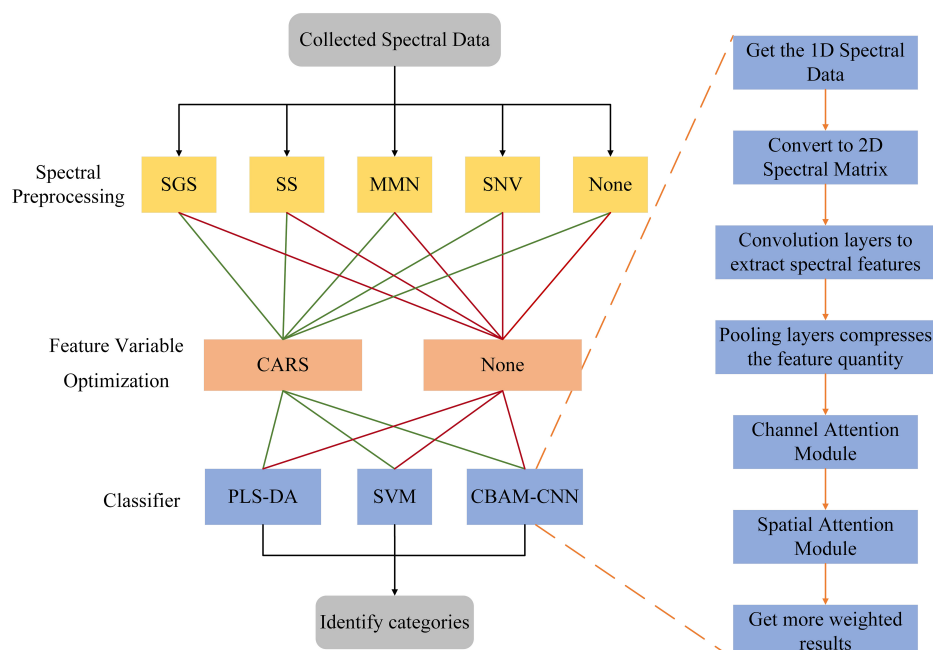 Collected Spectral Data
Spectral
Preprocessing
SGS
SS
MMN
SNV
None
Feature Variable
Optimization
CARS
None
Classifier
PLS-DA
SVM
CBAM-CNN
Identify categories
Get the 1D Spectral
Data
Convert to 2D
Spectral Matrix
Convolution layers to
extract spectral features
Pooling layers compresses
the feature quantity
Channel Attention
Module
Spatial Attention
Module
Get more weighted
results